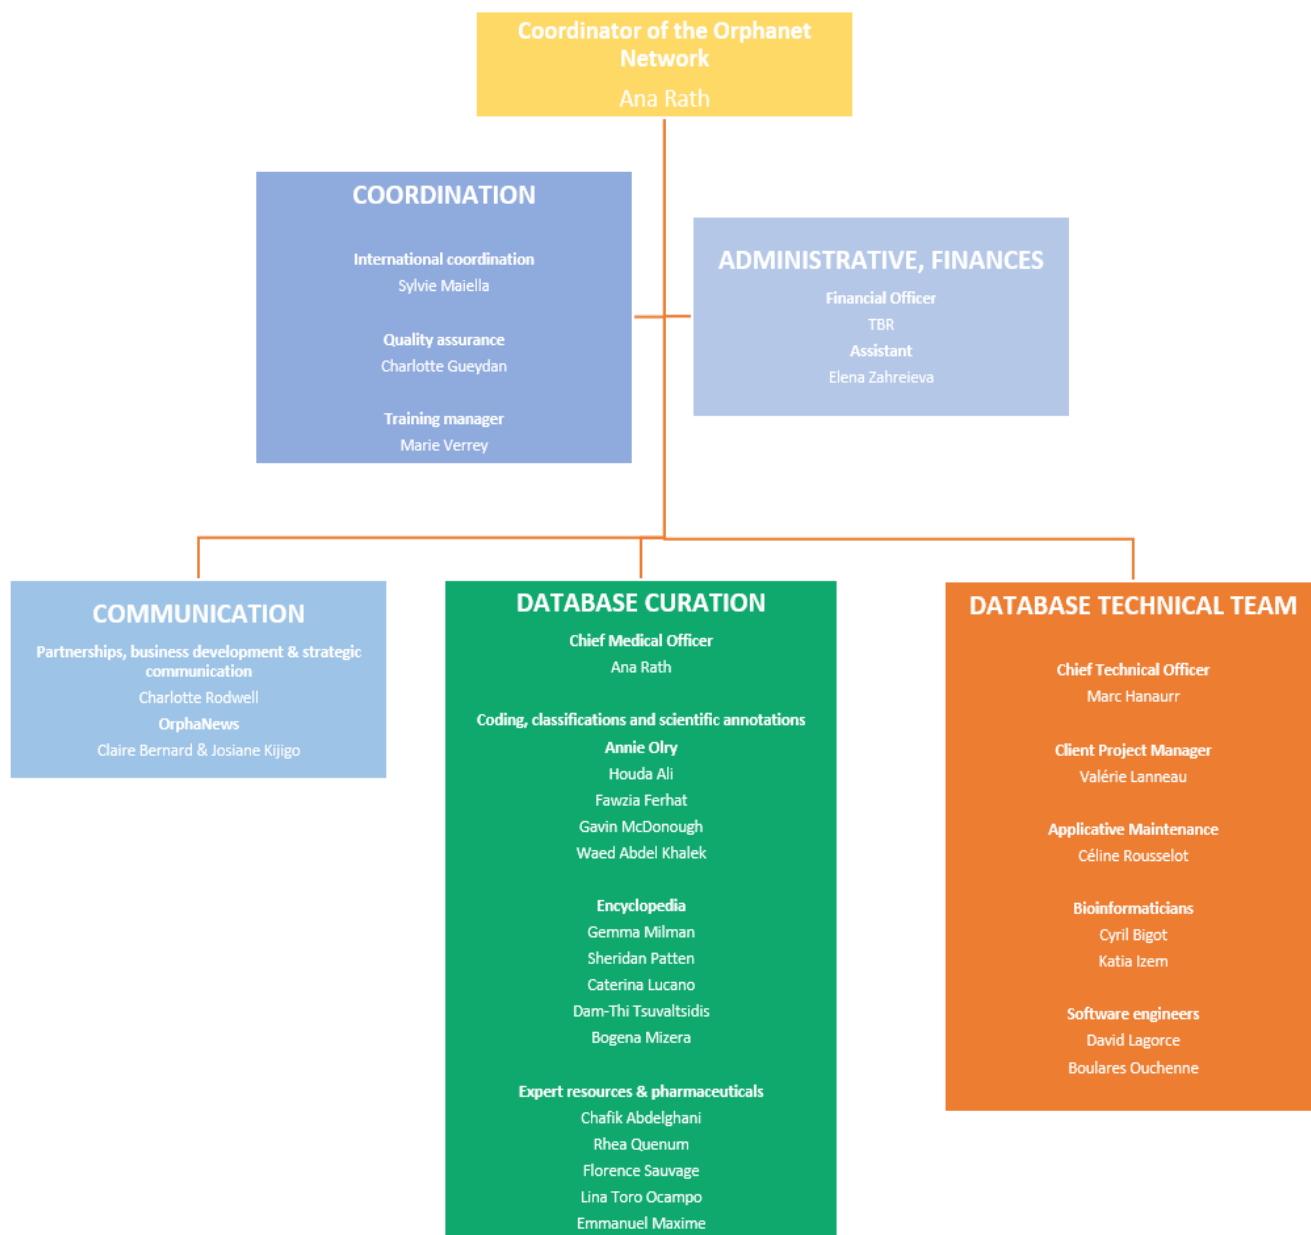 Coordinator of the Orphanet
Network
Ana Rath
COORDINATION
International coordination
Sylvie Maiella
Quality assurance
Charlotte Gueydan
Training manager
Marie Verrey
ADMINISTRATIVE, FINANCES
Financial Officer
TBR
Assistant
Elena Zahreieva
COMMUNICATION
Partnerships, business development & strategic
communication
Charlotte Rodwell
OrphaNews
Claire Bernard & Josiane Kijigo
DATABASE CURATION
Chief Medical Officer
Ana Rath
Coding, classifications and scientific annotations
Annie Olry
Houda Ali
Fawzia Ferhat
Gavin McDonough
Waed Abdel Khalek
Encyclopedia
Gemma Milman
Sheridan Patten
Caterina Lucano
Dam-Thi Tsuvaltsidis
Bogena Mizera
Expert resources & pharmaceuticals
Chafik Abdelghani
Rhea Quenum
Florence Sauvage
Lina Toro Ocampo
Emmanuel Maxime
DATABASE TECHNICAL TEAM
Chief Technical Officer
Marc Hanaurr
Client Project Manager
Valérie Lanneau
Applicative Maintenance
Céline Rousselot
Bioinformaticians
Cyril Bigot
Katia Izem
Software engineers
David Lagorce
Boulares Ouchenne